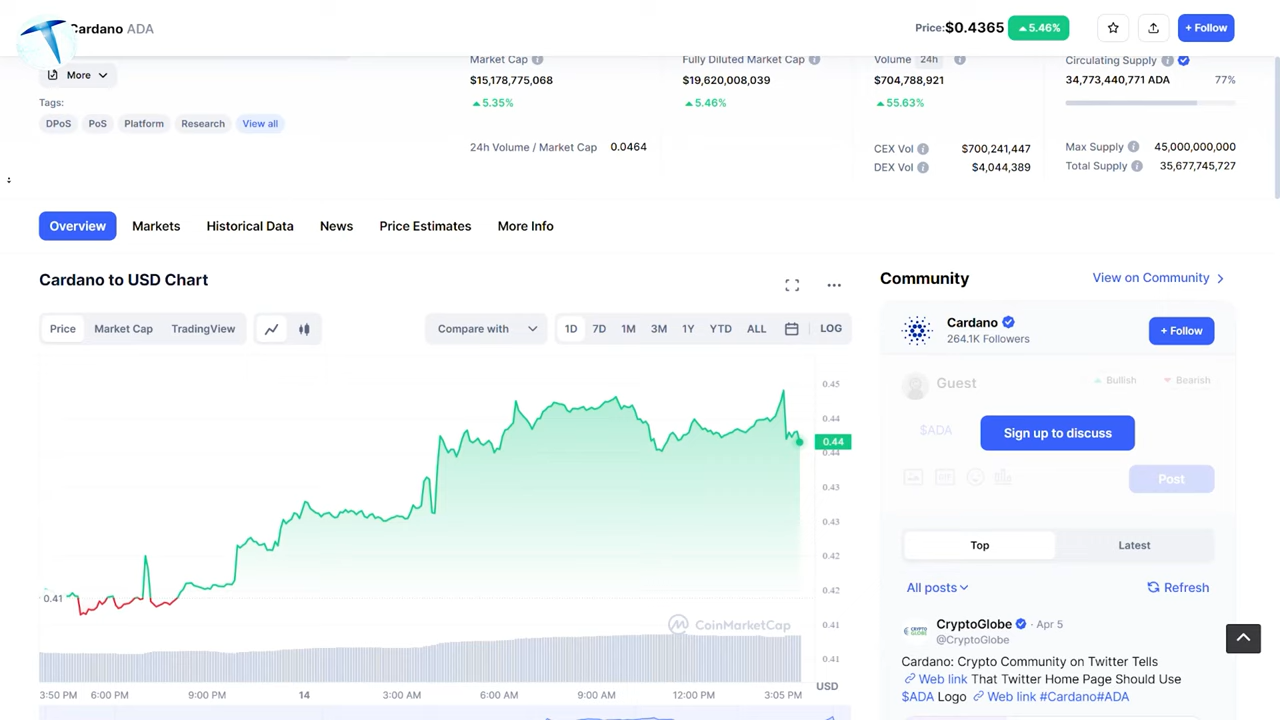 Cardano ADA
Price:$0.4365 5.46%
+ Follow
More
Tags:
DPoS PoS Platform Research View all
Market Cap
$15,178,775,068
5.35%
24h Volume / Market Cap 0.0464
Fully Diluted Market Cap
$19,620,008,039
5.46%
Volume 24h
$704,788,921
55.63%
CEX Vol $700,241,447
DEX Vol $4,044,389
Circulating Supply
34,773,440,771 ADA 77%
Max Supply 45,000,000,000
Total Supply 35,677,745,727
Overview Markets Historical Data News Price Estimates More Info
Cardano to USD Chart
Price Market Cap TradingView
Compare with 1D 7D 1M 3M 1Y YTD ALL LOG
0.45
0.44
0.44
0.44
0.43
0.43
0.42
0.42
0.41
0.41
0.41
CoinMarketCap
USD
3:50 PM 6:00 PM 9:00 PM 14 3:00 AM 6:00 AM 9:00 AM 12:00 PM 3:05 PM
Community View on Community
Cardano
264.1K Followers
+ Follow
Guest Bullish Bearish
$ADA
Sign up to discuss
GIF
Post
Top Latest
All posts Refresh
CRYPTO
GLOBE
CryptoGlobe · Apr 5
@CryptoGlobe
Cardano: Crypto Community on Twitter Tells
Web link That Twitter Home Page Should Use
$ADA Logo Web link #Cardano#ADA